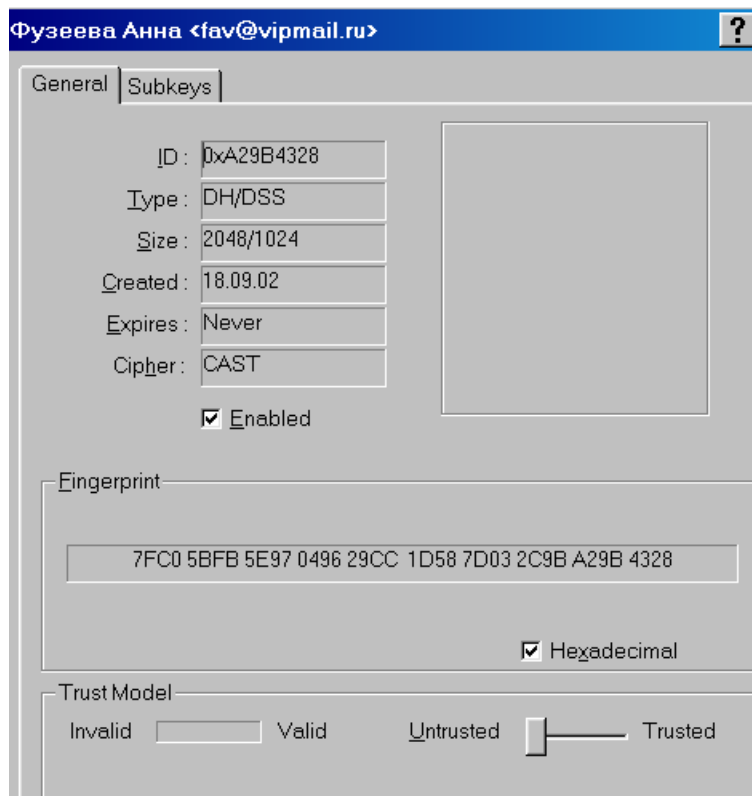 Фузеева Анна <fav@vipmail.ru>
?
General Subkeys
ID: 0xA29B4328
Type: DH/DSS
Size: 2048/1024
Created: 18.09.02
Expires: Never
Cipher: CAST
Enabled
Fingerprint
7FC0 5BFB 5E97 0496 29CC 1D58 7D03 2C9B A29B 4328
Hexadecimal
Trust Model
Invalid Valid Untrusted Trusted